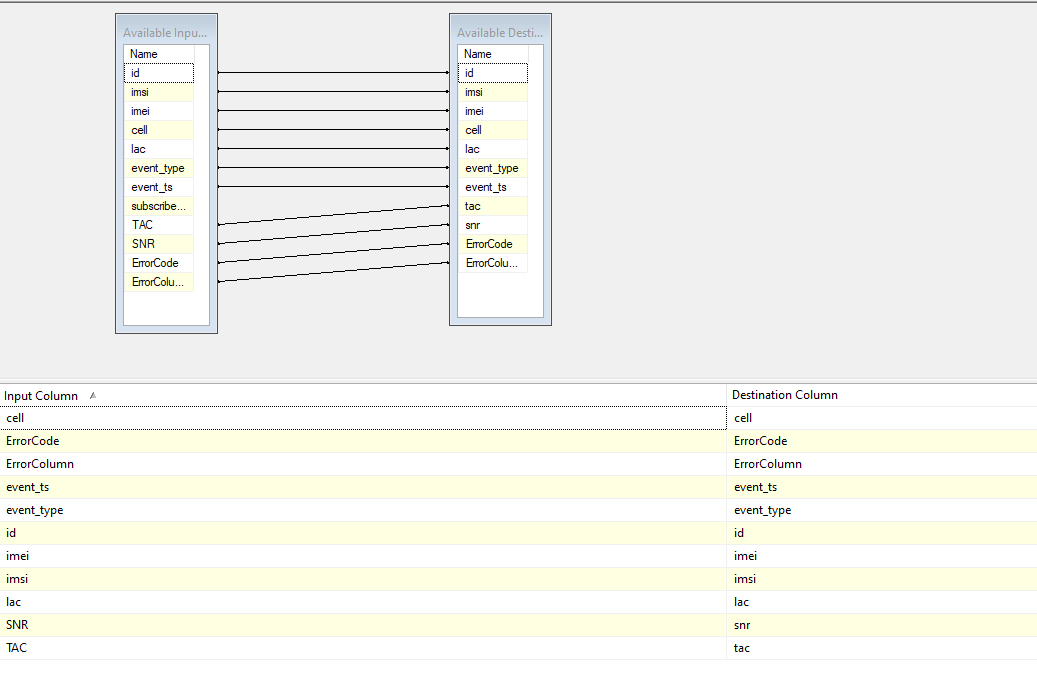 Available Inpu...
Name
id
imsi
imei
cell
lac
event_type
event_ts
subscribe...
TAC
SNR
ErrorCode
ErrorColu...
Available Desti...
Name
id
imsi
imei
cell
lac
event_type
event_ts
tac
snr
ErrorCode
ErrorColu...
Input Column Destination Column
cell cell
ErrorCode ErrorCode
ErrorColumn ErrorColumn
event_ts event_ts
event_type event_type
id id
imei imei
imsi imsi
lac lac
SNR snr
TAC tac